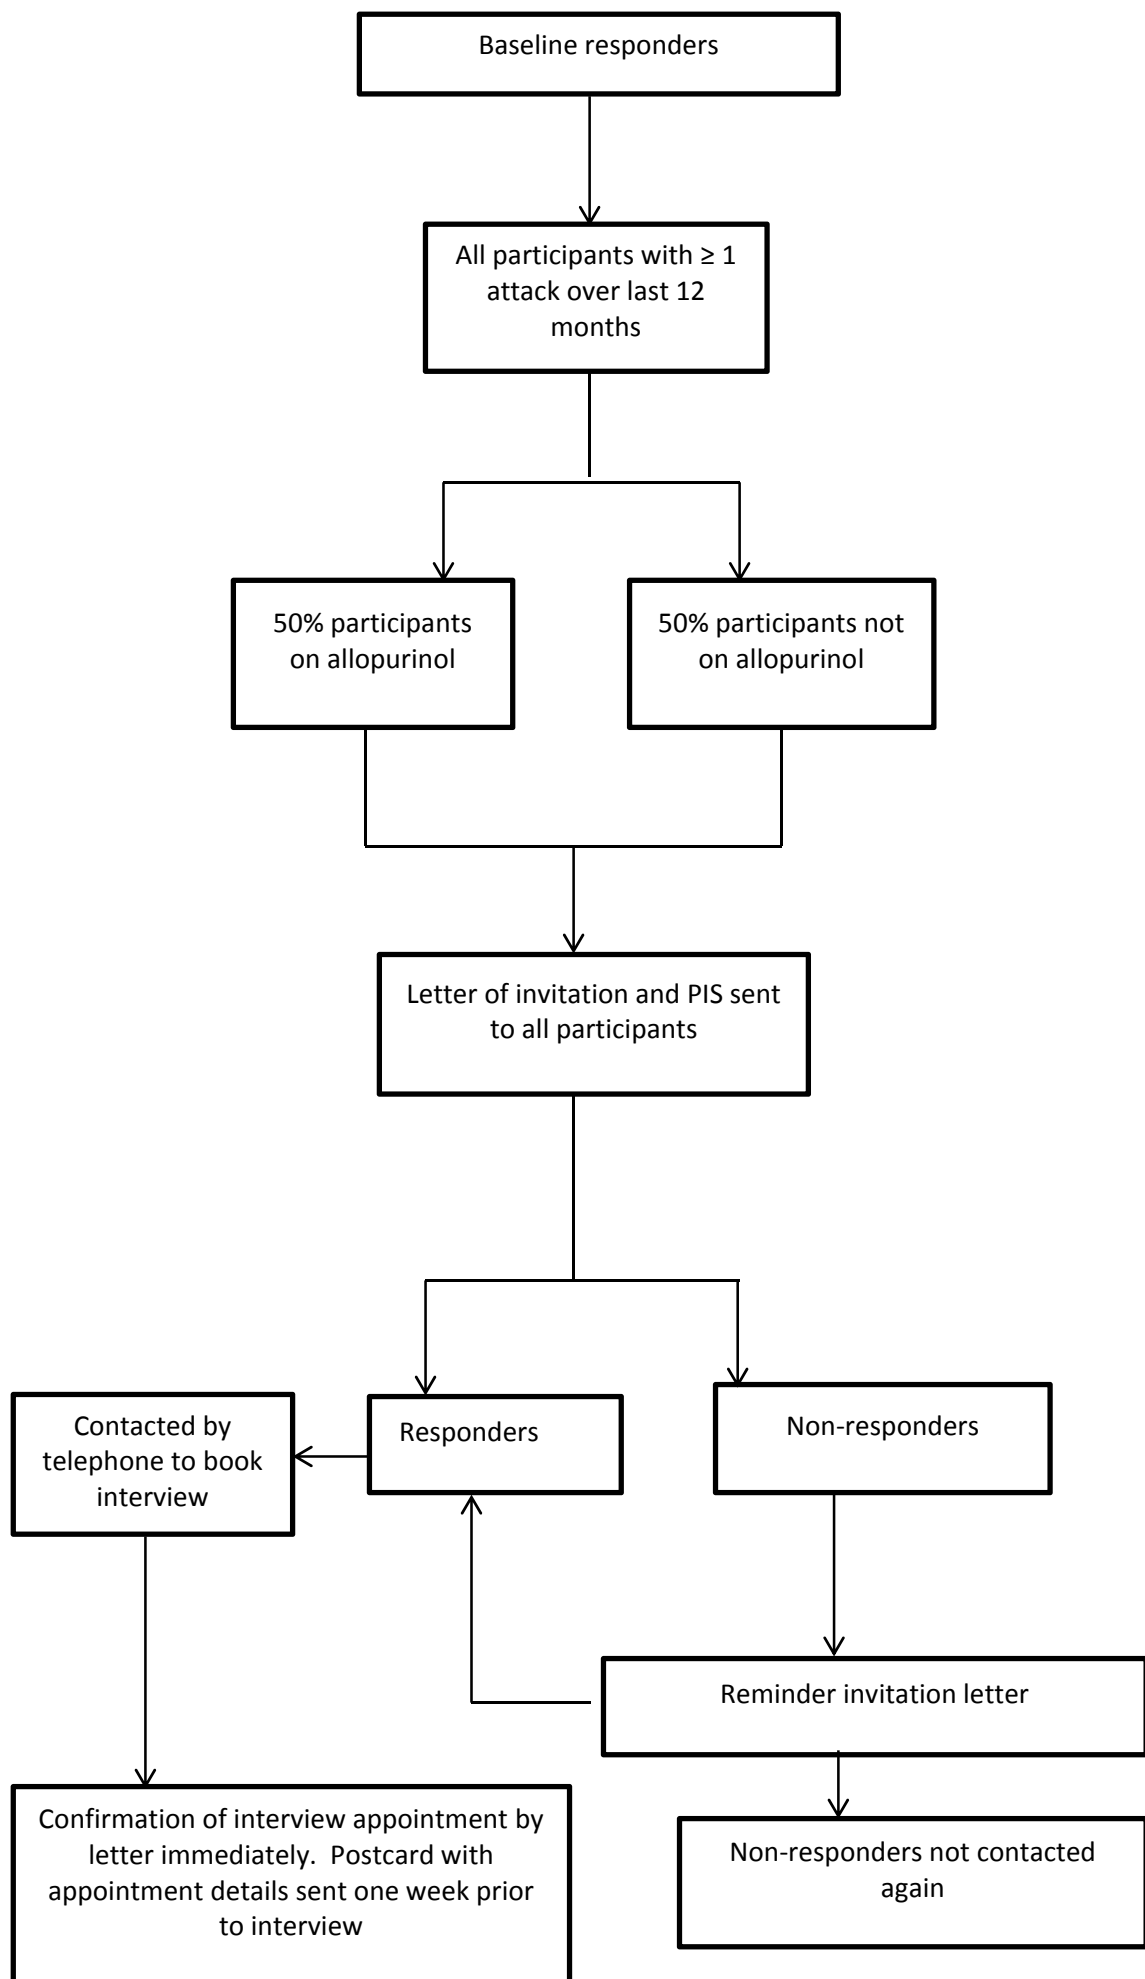 Baseline responders
All participants with ≥ 1
attack over last 12
months
50% participants
on allopurinol
50% participants not
on allopurinol
Letter of invitation and PIS sent
to all participants
Contacted by
telephone to book
interview
Responders
Non-responders
Reminder invitation letter
Confirmation of interview appointment by
letter immediately.  Postcard with
appointment details sent one week prior
to interview
Non-responders not contacted
again